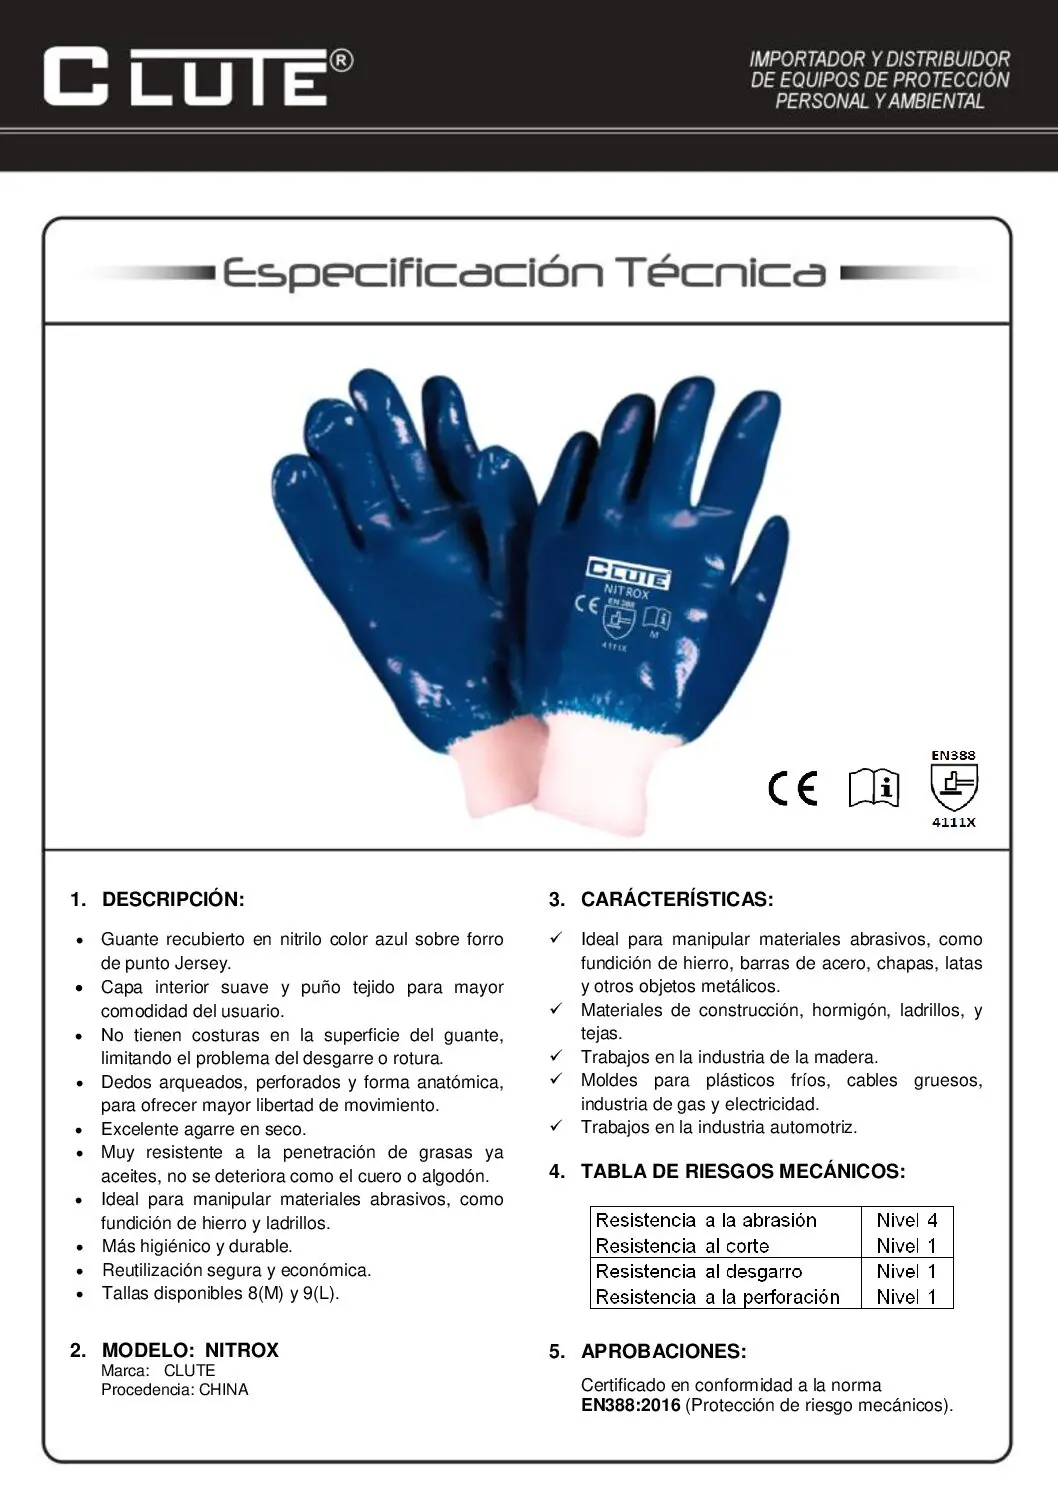 CLUTE®
IMPORTADOR Y DISTRIBUIDOR
DE EQUIPOS DE PROTECCIÓN
PERSONAL Y AMBIENTAL
Especificación Técnica
CLUTE
NITROX
CE
EN 388
i
M
4111X
CE
i
EN388
4111X
1. DESCRIPCIÓN:
• Guante recubierto en nitrilo color azul sobre forro
de punto Jersey.
• Capa interior suave y puño tejido para mayor
comodidad del usuario.
• No tienen costuras en la superficie del guante,
limitando el problema del desgarre o rotura.
• Dedos arqueados, perforados y forma anatómica,
para ofrecer mayor libertad de movimiento.
• Excelente agarre en seco.
• Muy resistente a la penetración de grasas ya
aceites, no se deteriora como el cuero o algodón.
• Ideal para manipular materiales abrasivos, como
fundición de hierro y ladrillos.
• Más higiénico y durable.
• Reutilización segura y económica.
• Tallas disponibles 8(M) y 9(L).
2. MODELO: NITROX
Marca: CLUTE
Procedencia: CHINA
3. CARÁCTERÍSTICAS:
✓ Ideal para manipular materiales abrasivos, como
fundición de hierro, barras de acero, chapas, latas
y otros objetos metálicos.
✓ Materiales de construcción, hormigón, ladrillos, y
tejas.
✓ Trabajos en la industria de la madera.
✓ Moldes para plásticos fríos, cables gruesos,
industria de gas y electricidad.
✓ Trabajos en la industria automotriz.
4. TABLA DE RIESGOS MECÁNICOS:
Resistencia a la abrasión Nivel 4
Resistencia al corte Nivel 1
Resistencia al desgarro Nivel 1
Resistencia a la perforación Nivel 1
5. APROBACIONES:
Certificado en conformidad a la norma
EN388:2016 (Protección de riesgo mecánicos).